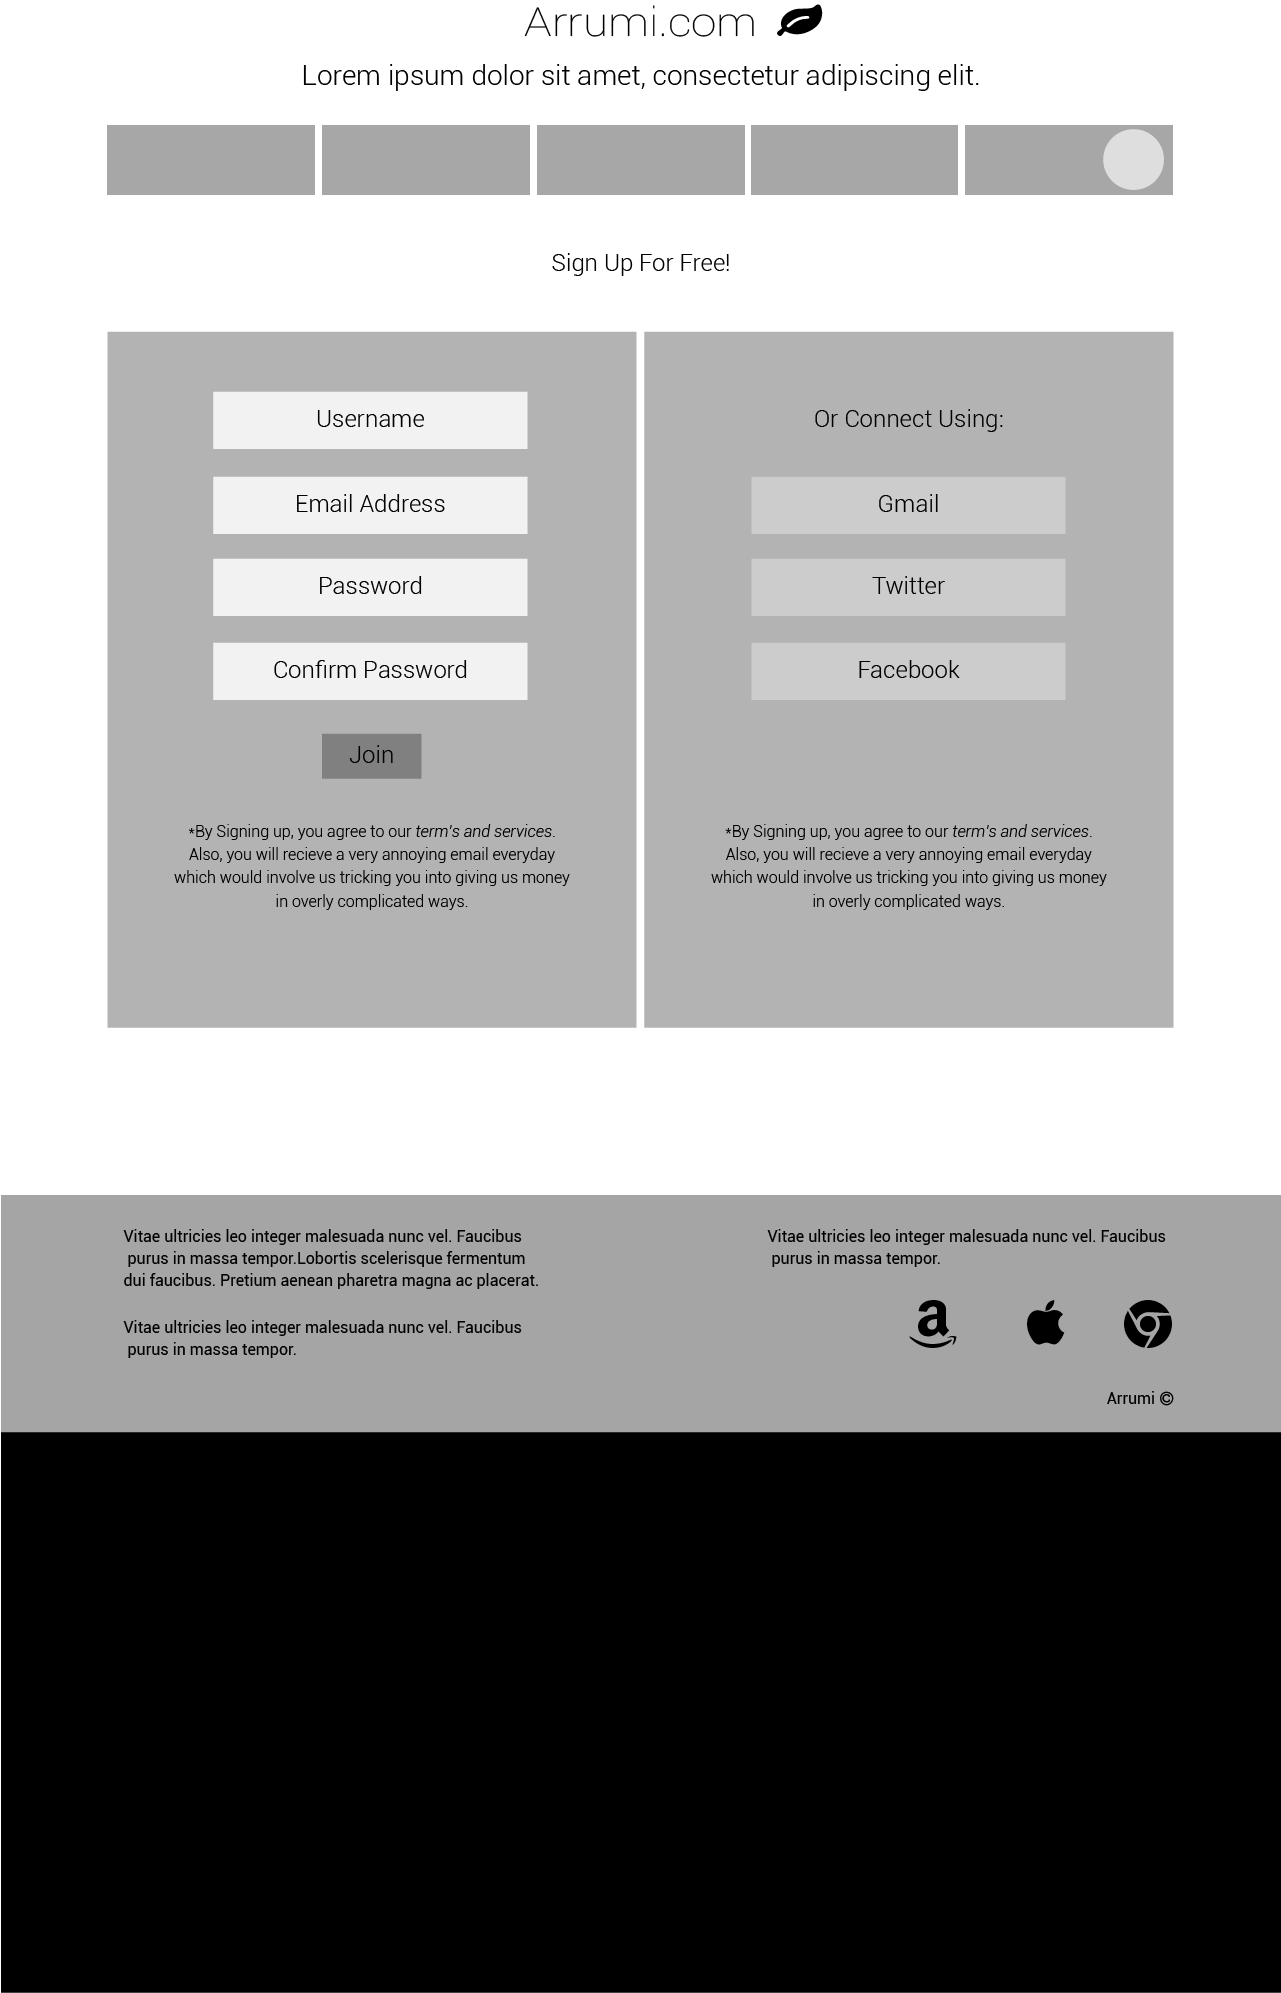 Arrumi.com
Lorem ipsum dolor sit amet, consectetur adipiscing elit.
Sign Up For Free!
Username
Email Address
Password
Confirm Password
Join
*By Signing up, you agree to our term's and services.
Also, you will recieve a very annoying email everyday
which would involve us tricking you into giving us money
in overly complicated ways.
Or Connect Using:
Gmail
Twitter
Facebook
*By Signing up, you agree to our term's and services.
Also, you will recieve a very annoying email everyday
which would involve us tricking you into giving us money
in overly complicated ways.
Vitae ultricies leo integer malesuada nunc vel. Faucibus
purus in massa tempor.Lobortis scelerisque fermentum
dui faucibus. Pretium aenean pharetra magna ac placerat.
Vitae ultricies leo integer malesuada nunc vel. Faucibus
purus in massa tempor.
Vitae ultricies leo integer malesuada nunc vel. Faucibus
purus in massa tempor.
Arrumi ©